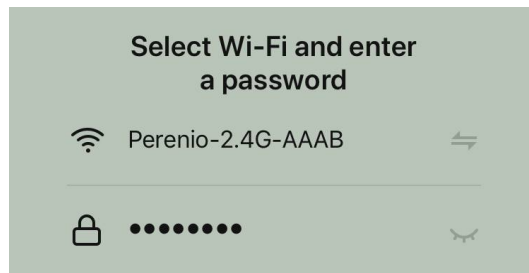 Select Wi-Fi and enter
a password
Perenio-2.4G-AAAB
••••••••